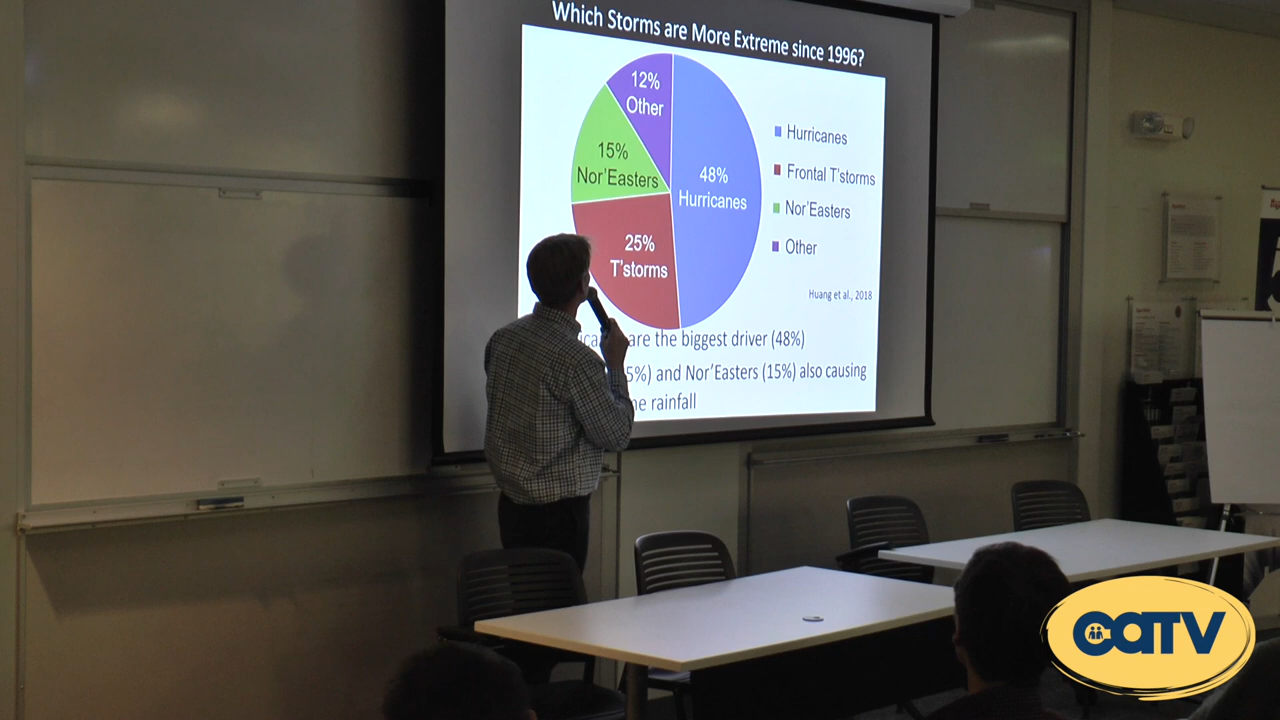 Which Storms are More Extreme since 1996?
12%
Other
15%
Nor'Easters
48%
Hurricanes
25%
T'storms
Hurricanes
Frontal T'storms
Nor'Easters
Other
Huang et al., 2018
are the biggest driver (48%)
5%) and Nor'Easters (15%) also causing
rainfall
CATV